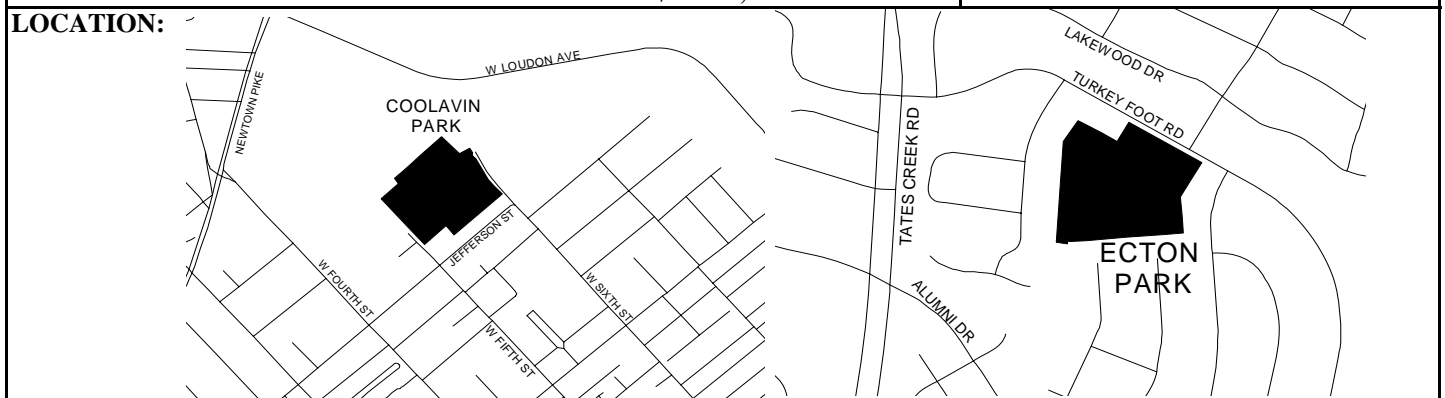 LOCATION:
W LOUDON AVE
NEWTOWN PIKE
COOLAVIN
PARK
JEFFERSON ST
W FOURTH ST
W SIXTH ST
W FIFTH ST
LAKEWOOD DR
TURKEY FOOT RD
TATES CREEK RD
ECTON
PARK
ALUMNI DR